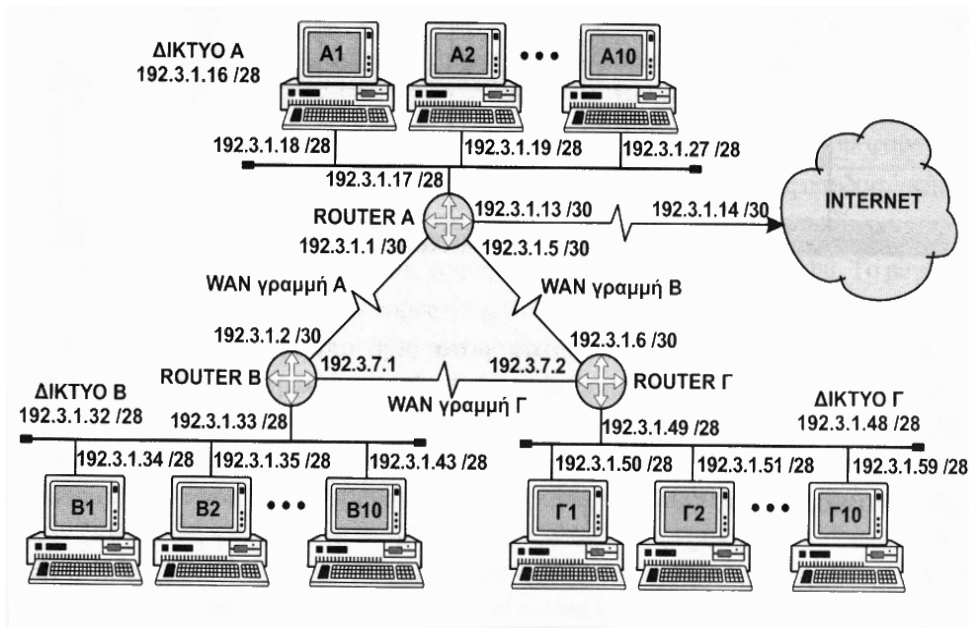 ΔΙΚΤΥΟ Α
192.3.1.16 /28
A1
A2
A10
192.3.1.18 /28
192.3.1.19 /28
192.3.1.27 /28
192.3.1.17 /28
ROUTER A
192.3.1.13 /30
192.3.1.14 /30
INTERNET
192.3.1.1 /30
192.3.1.5 /30
WAN γραμμή Α
WAN γραμμή Β
192.3.1.2 /30
192.3.1.6 /30
ROUTER B
192.3.7.1
192.3.7.2
ROUTER Γ
WAN γραμμή Γ
ΔΙΚΤΥΟ Β
192.3.1.32 /28
192.3.1.33 /28
192.3.1.49 /28
ΔΙΚΤΥΟ Γ
192.3.1.48 /28
192.3.1.34 /28
192.3.1.35 /28
192.3.1.43 /28
192.3.1.50 /28
192.3.1.51 /28
192.3.1.59 /28
B1
B2
B10
Γ1
Γ2
Γ10